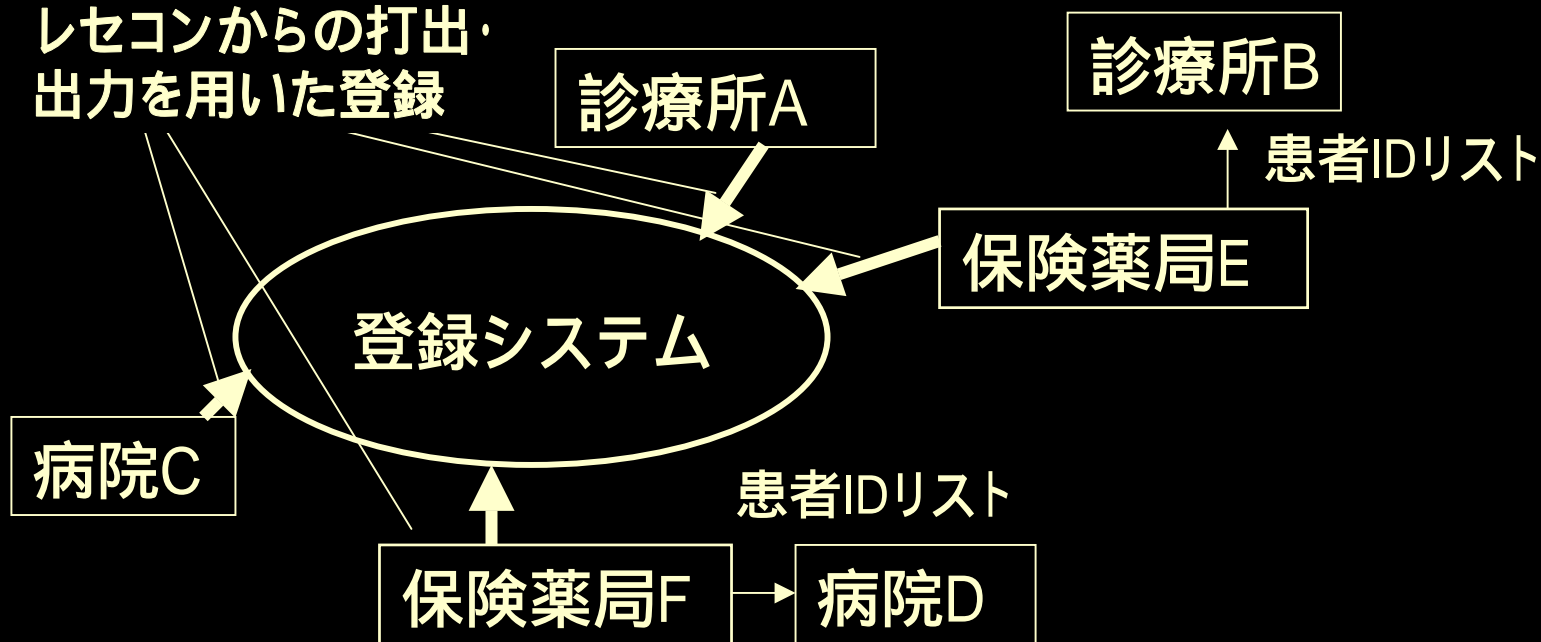 レセコンからの打出・
出力を用いた登録
診療所A
診療所B
患者IDリスト
保険薬局E
登録システム
病院C
患者IDリスト
保険薬局F
病院D